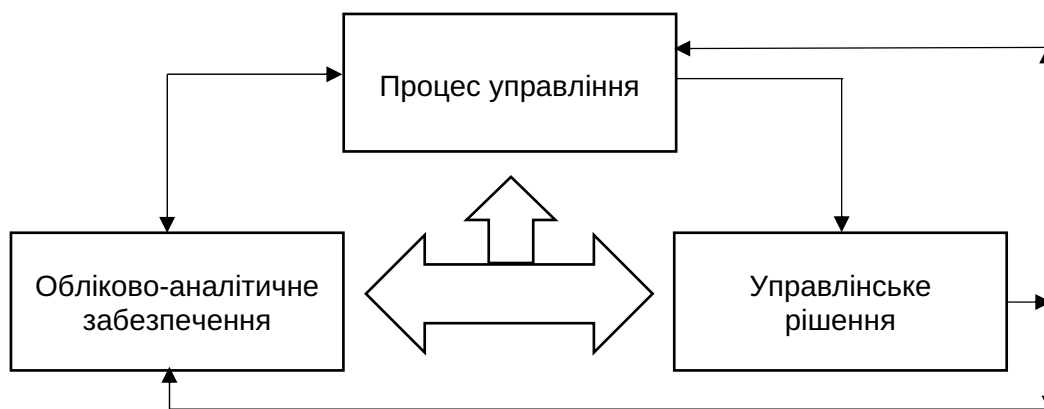 Процес управління
Обліково-аналітичне
забезпечення
Управлінське
рішення